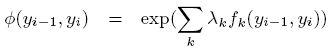 ϕ(y_{i−1}, y_i) = exp(∑_k λ_k f_k(y_{i−1}, y_i))